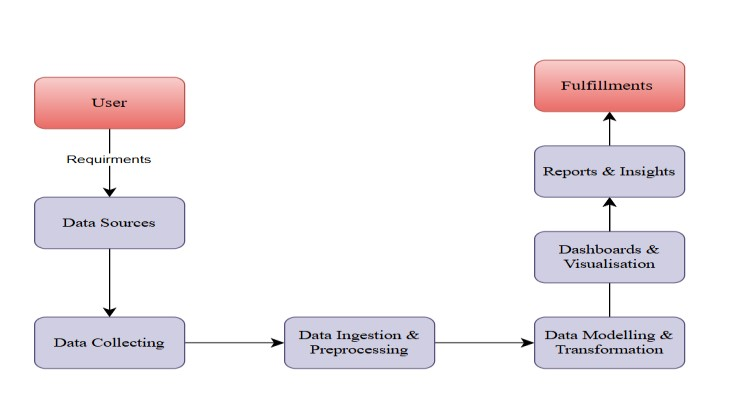 User
Requirments
Data Sources
Data Collecting
Data Ingestion &
Preprocessing
Data Modelling &
Transformation
Dashboards &
Visualisation
Reports & Insights
Fulfillments